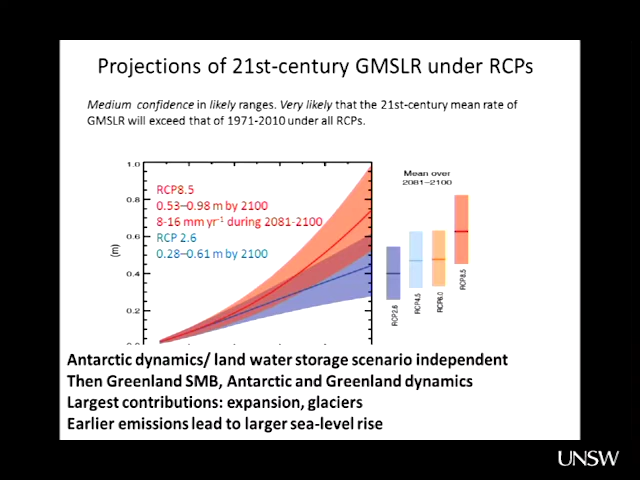 Projections of 21st-century GMSLR under RCPs
Medium confidence in likely ranges. Very likely that the 21st-century mean rate of
GMSLR will exceed that of 1971-2010 under all RCPs.
1.0
0.8
0.6
0.4
0.2
(m)
RCP8.5
0.53–0.98 m by 2100
8-16 mm yr-1 during 2081-2100
RCP 2.6
0.28–0.61 m by 2100
Mean over
2081–2100
RCP2.6
RCP4.5
RCP6.0
RCP8.5
Antarctic dynamics/ land water storage scenario independent
Then Greenland SMB, Antarctic and Greenland dynamics
Largest contributions: expansion, glaciers
Earlier emissions lead to larger sea-level rise
UNSW